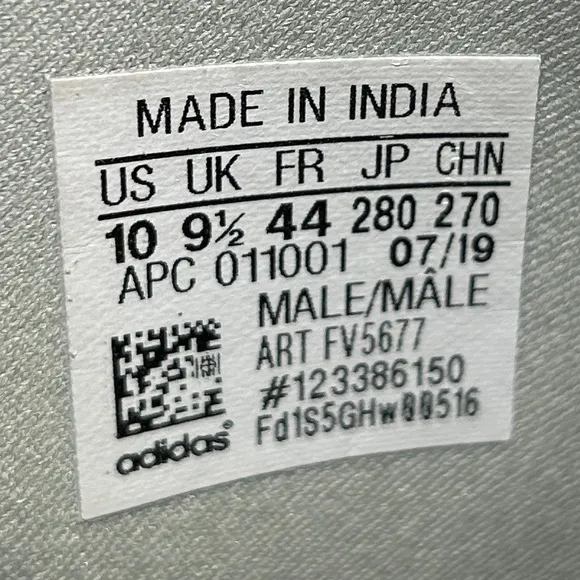 MADE IN INDIA
US UK FR JP CHN
10 9½ 44 280 270
APC 011001 07/19
MALE/MÂLE
ART FV5677
#123386150
Fd1S5GHw00516
adidas®